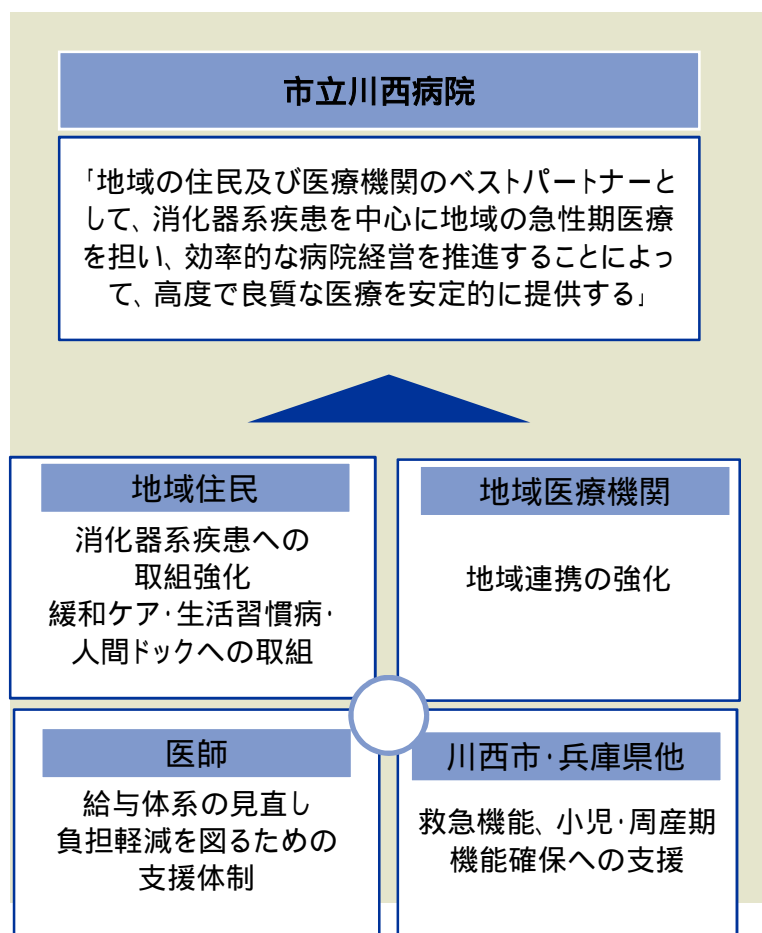 市立川西病院
「地域の住民及び医療機関のベストパートナーと
して、消化器系疾患を中心に地域の急性期医療
を担い、効率的な病院経営を推進することによっ
て、高度で良質な医療を安定的に提供する」
地域住民
消化器系疾患への
取組強化
緩和ケア・生活習慣病・
人間ドックへの取組
地域医療機関
地域連携の強化
医師
給与体系の見直し
負担軽減を図るための
支援体制
川西市・兵庫県他
救急機能、小児・周産期
機能確保への支援